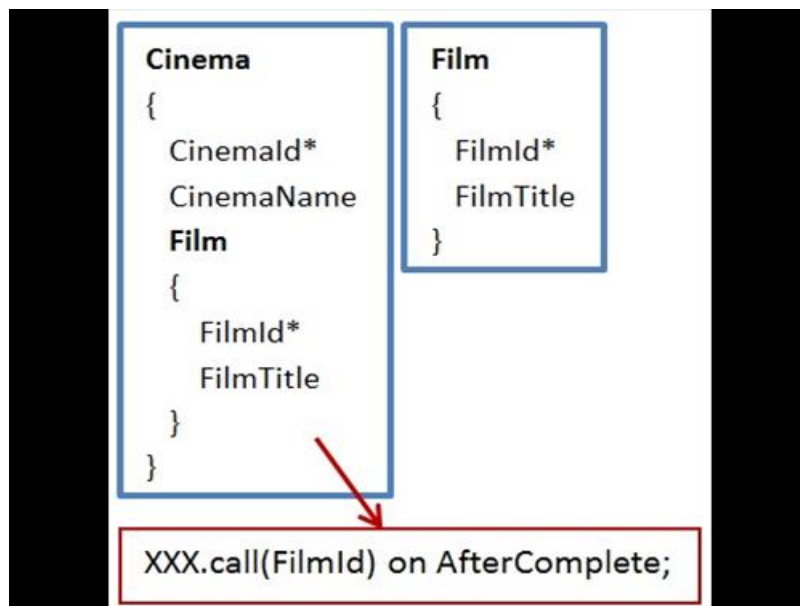 Cinema
{
CinemaId*
CinemaName
Film
{
FilmId*
FilmTitle
}
}
Film
{
FilmId*
FilmTitle
}
XXX.call(FilmId) on AfterComplete;